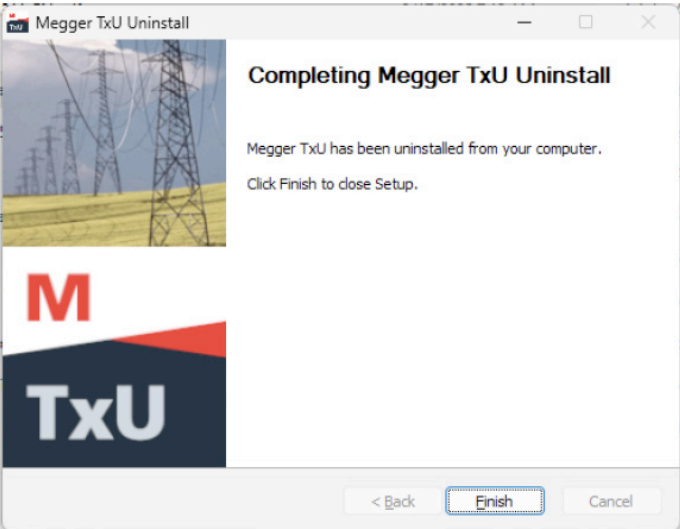 Megger TxU Uninstall
Completing Megger TxU Uninstall
Megger TxU has been uninstalled from your computer.
Click Finish to close Setup.
M
TxU
< Back
Finish
Cancel